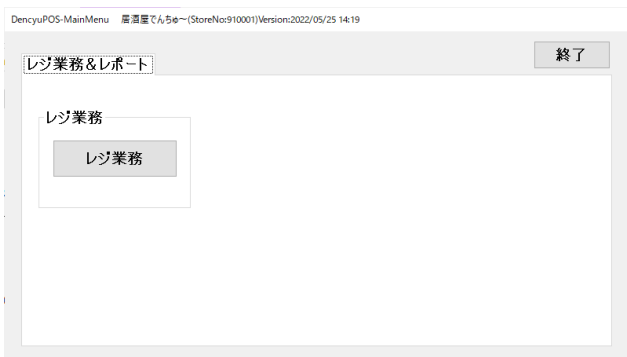 DencyuPOS-MainMenu 居酒屋でんちゅ～(StoreNo:910001)Version:2022/05/25 14:19
終了
レジ業務＆レポート
レジ業務
レジ業務